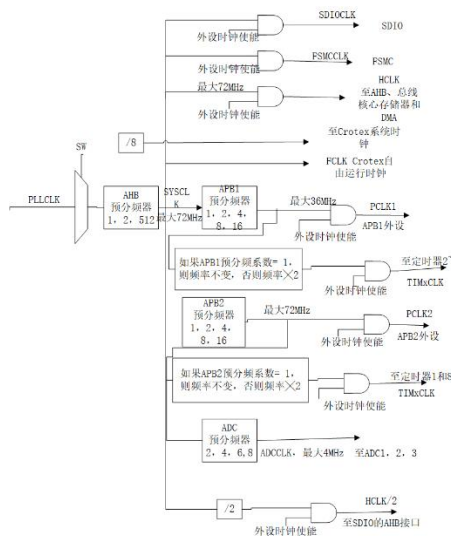 SDIOCLK
SDIO
外设时钟使能
FSMCCLK
FSMC
外设时钟使能
HCLK
最大72MHz
至AHB、总线
核心存储器和
DMA
外设时钟使能
/8
至Crotex系统时
钟
SW
FCLK Crotex自
由运行时钟
PLLCLK
AHB
预分频器
1, 2, 512
SYSCL
K
最大72MHz
APB1
预分频器
1, 2, 4,
8, 16
最大36MHz
PCLK1
APB1外设
外设时钟使能
如果APB1预分频系数= 1,
则频率不变, 否则频率×2
至定时器2~
TIMxCLK
外设时钟使能
APB2
预分频器
1, 2, 4,
8, 16
最大72MHz
PCLK2
APB2外设
外设时钟使能
如果APB2预分频系数= 1,
则频率不变, 否则频率×2
至定时器1和8
TIMxCLK
外设时钟使能
ADC
预分频器
2, 4, 6,8
ADCCLK, 最大4MHz 至ADC1, 2, 3
/2
HCLK/2
至SDIO的AHB接口
外设时钟使能